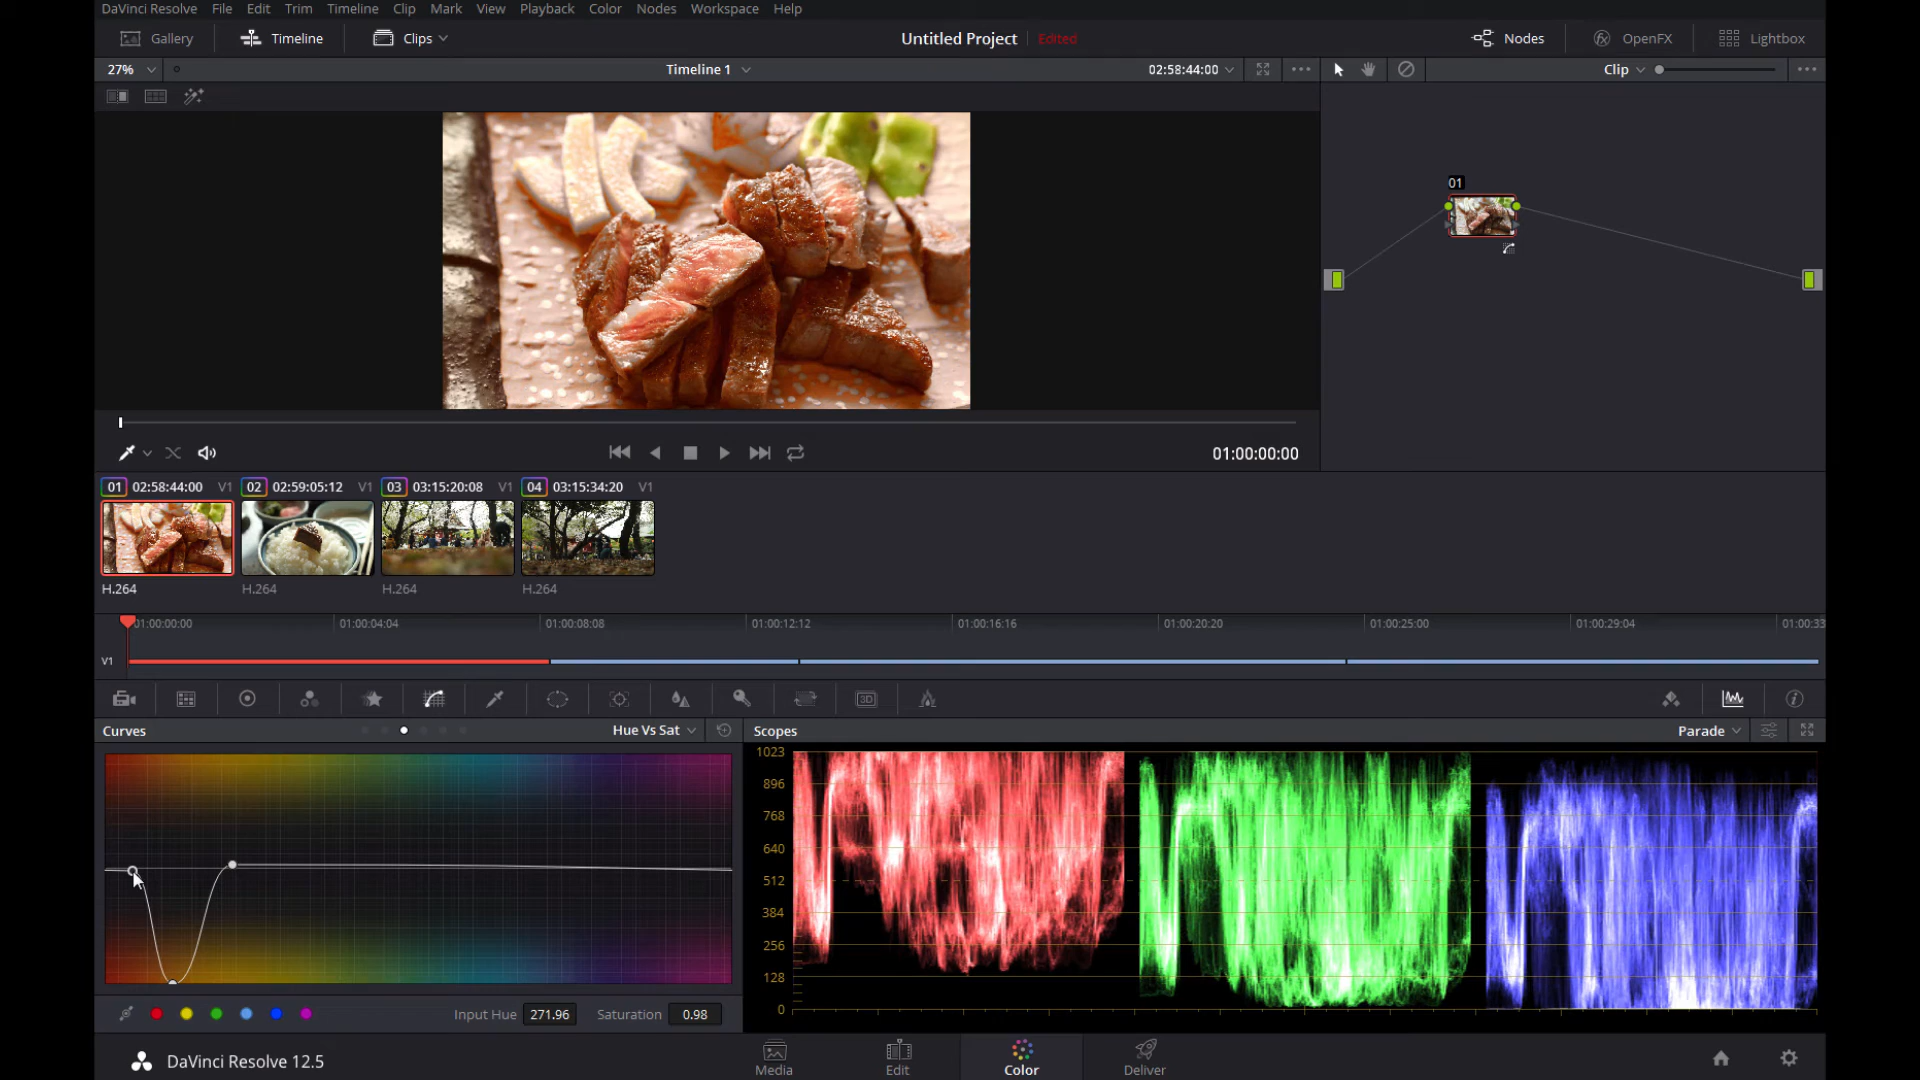 DaVinci Resolve File Edit Trim Timeline Clip Mark View Playback Color Nodes Workspace Help
Gallery Timeline Clips Untitled Project Edited Nodes OpenFX Lightbox
27% Timeline 1 02:58:44:00 Clip
01
01:00:00:00
01 02:58:44:00 V1 02 02:59:05:12 V1 03 03:15:20:08 V1 04 03:15:34:20 V1
H.264 H.264 H.264 H.264
01:00:00:00 01:00:04:04 01:00:08:08 01:00:12:12 01:00:16:16 01:00:20:20 01:00:25:00 01:00:29:04 01:00:33
V1
3D
Curves Hue Vs Sat Scopes Parade
1023
896
768
640
512
384
256
128
0
Input Hue 271.96 Saturation 0.98
DaVinci Resolve 12.5 Media Edit Color Deliver